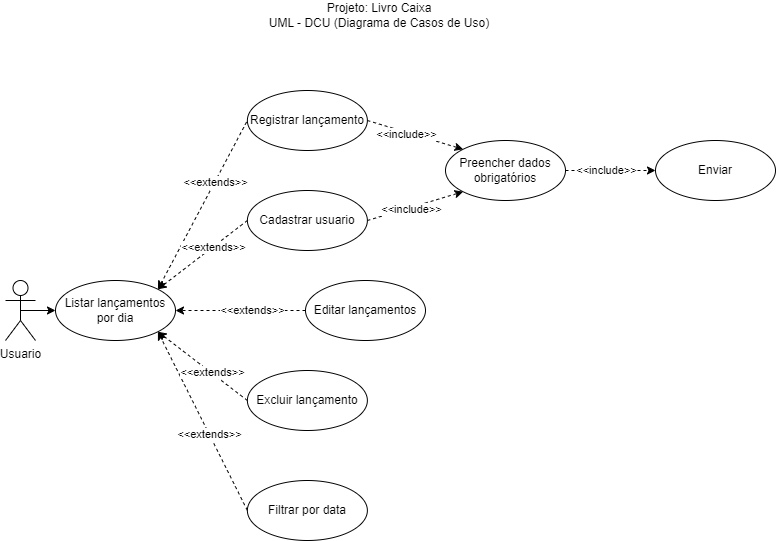 Projeto: Livro Caixa
UML - DCU (Diagrama de Casos de Uso)
Registrar lançamento
<<include>>
Preencher dados
obrigatórios
<<include>>
Enviar
<<extends>>
Cadastrar usuario
<<include>>
<<extends>>
Listar lançamentos
por dia
<<extends>>
Editar lançamentos
Usuario
<<extends>>
Excluir lançamento
<<extends>>
Filtrar por data